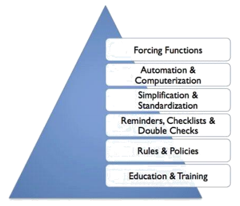 Forcing Functions
Automation &
Computerization
Simplification &
Standardization
Reminders, Checklists &
Double Checks
Rules & Policies
Education & Training